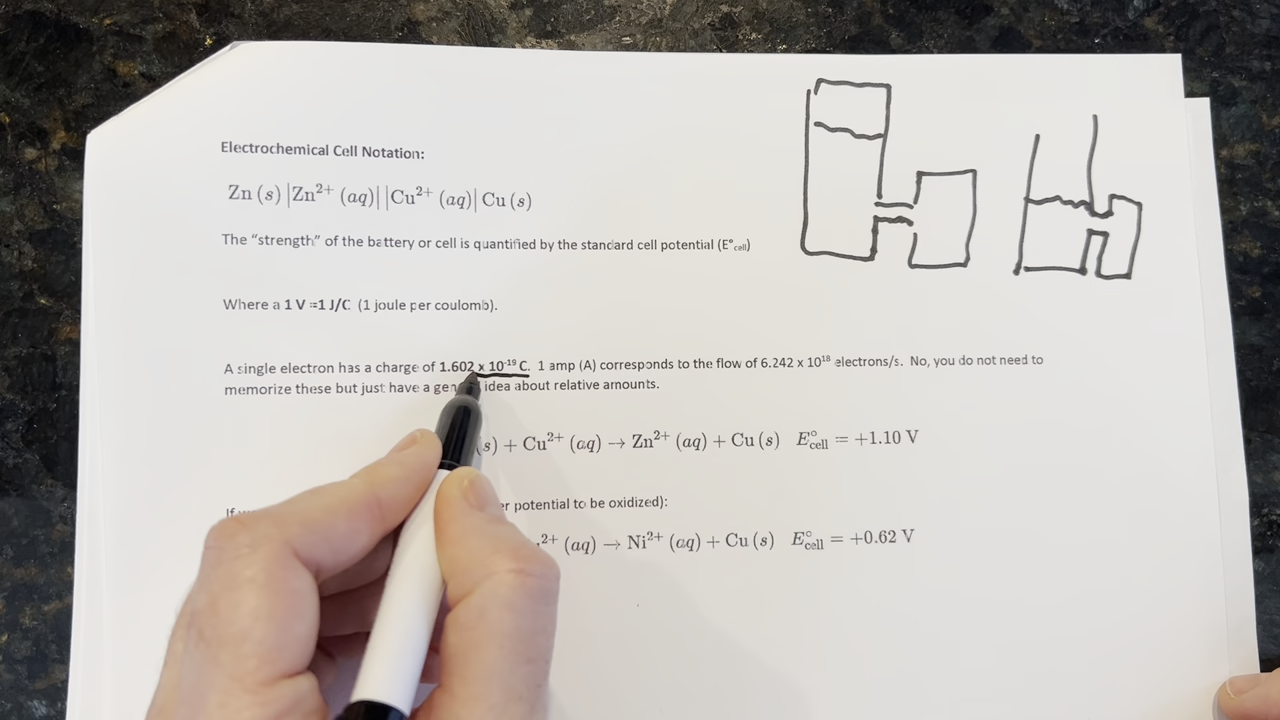 Electrochemical Cell Notation:
Zn (s) |Zn²⁺ (aq)| |Cu²⁺ (aq)| Cu (s)
The “strength” of the battery or cell is quantified by the standard cell potential (E°cell)
Where a 1 V =1 J/C (1 joule per coulomb).
A single electron has a charge of 1.602 x 10⁻¹⁹ C. 1 amp (A) corresponds to the flow of 6.242 x 10¹⁸ electrons/s. No, you do not need to
memorize these but just have a idea about relative amounts.
(s) + Cu²⁺ (aq) → Zn²⁺ (aq) + Cu (s) E°cell = +1.10 V
If potential to be oxidized):
²⁺ (aq) → Ni²⁺ (aq) + Cu (s) E°cell = +0.62 V